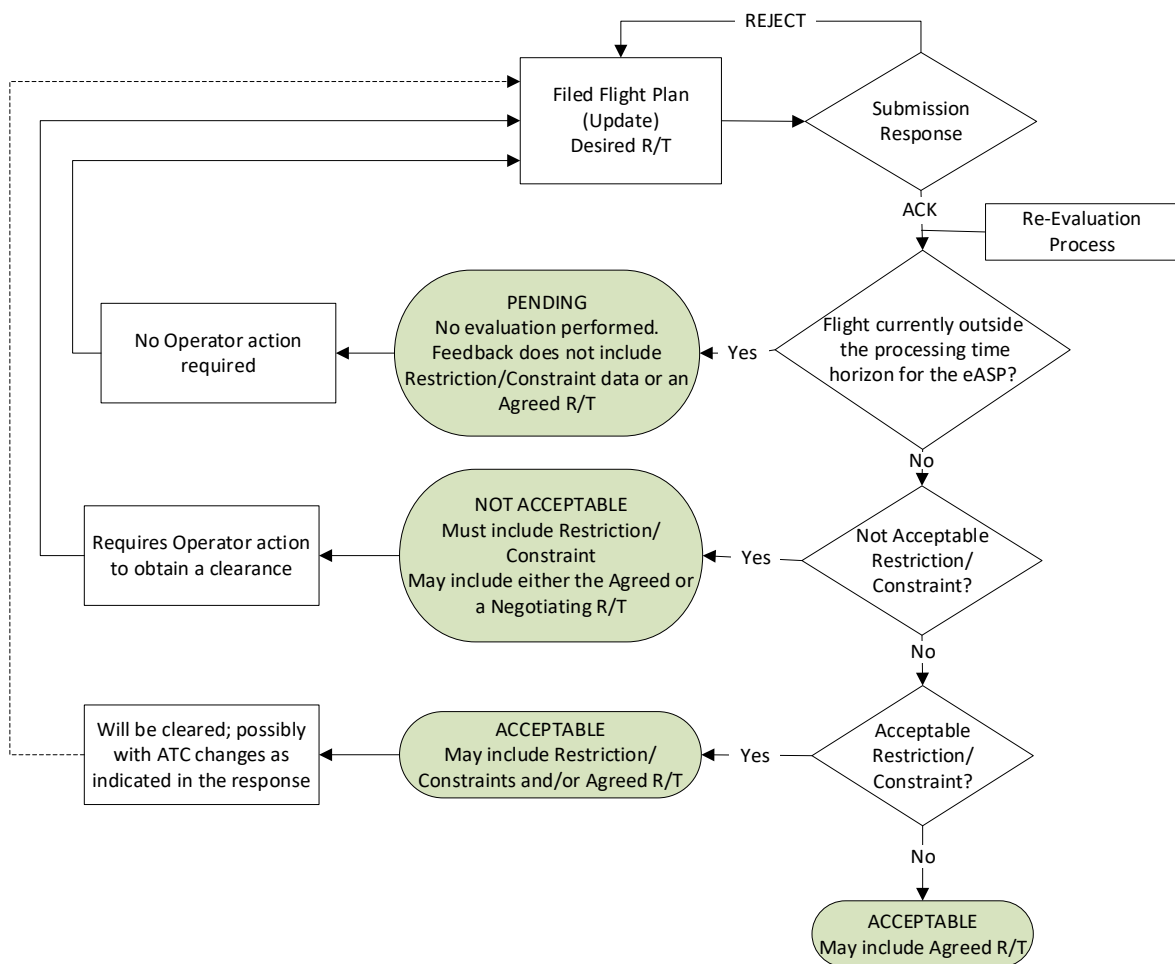 REJECT
Filed Flight Plan
(Update)
Desired R/T
Submission
Response
ACK
Re-Evaluation
Process
PENDING
No evaluation performed.
Feedback does not include
Restriction/Constraint data or an
Agreed R/T
No Operator action
required
Yes
Flight currently outside
the processing time
horizon for the eASP?
No
NOT ACCEPTABLE
Must include Restriction/
Constraint
May include either the Agreed or
a Negotiating R/T
Requires Operator action
to obtain a clearance
Yes
Not Acceptable
Restriction/
Constraint?
No
Will be cleared; possibly
with ATC changes as
indicated in the response
ACCEPTABLE
May include Restriction/
Constraints and/or Agreed R/T
Yes
Acceptable
Restriction/
Constraint?
No
ACCEPTABLE
May include Agreed R/T